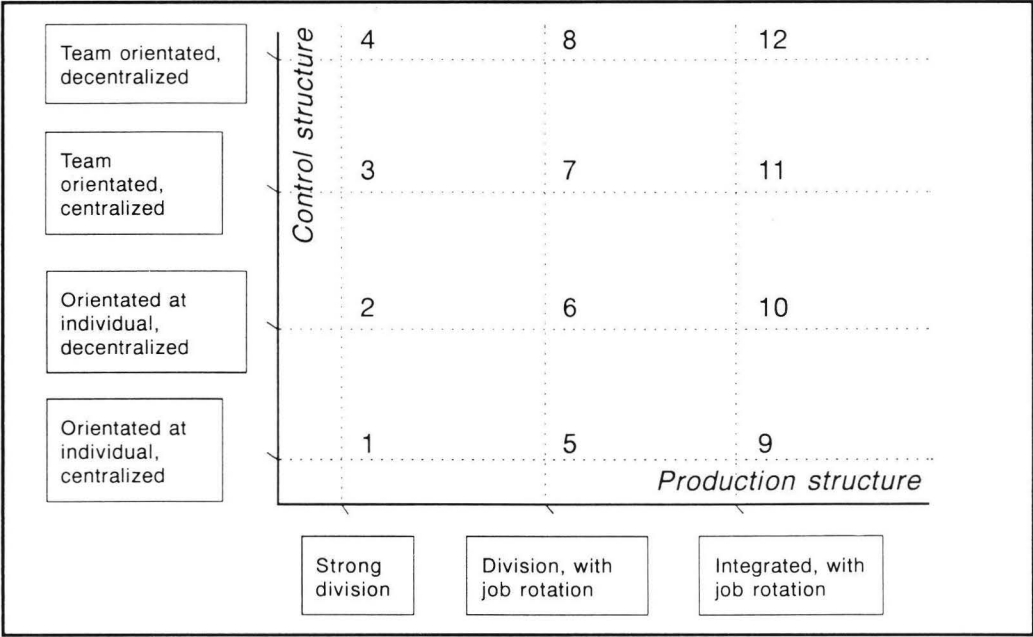 Team orientated,
decentralized
Control structure
4
8
12
Team
orientated,
centralized
3
7
11
Orientated at
individual,
decentralized
2
6
10
Orientated at
individual,
centralized
1
5
9
Production structure
Strong
division
Division, with
job rotation
Integrated, with
job rotation